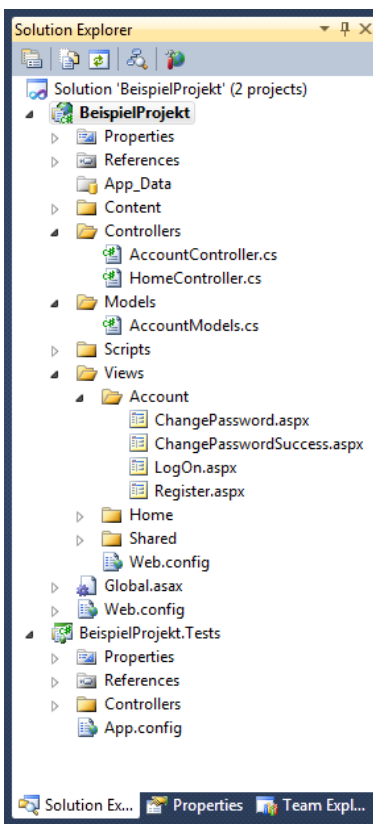 Solution Explorer
Solution 'BeispielProjekt' (2 projects)
BeispielProjekt
Properties
References
App_Data
Content
Controllers
AccountController.cs
HomeController.cs
Models
AccountModels.cs
Scripts
Views
Account
ChangePassword.aspx
ChangePasswordSuccess.aspx
LogOn.aspx
Register.aspx
Home
Shared
Web.config
Global.asax
Web.config
BeispielProjekt.Tests
Properties
References
Controllers
App.config
Solution Ex... Properties Team Expl...